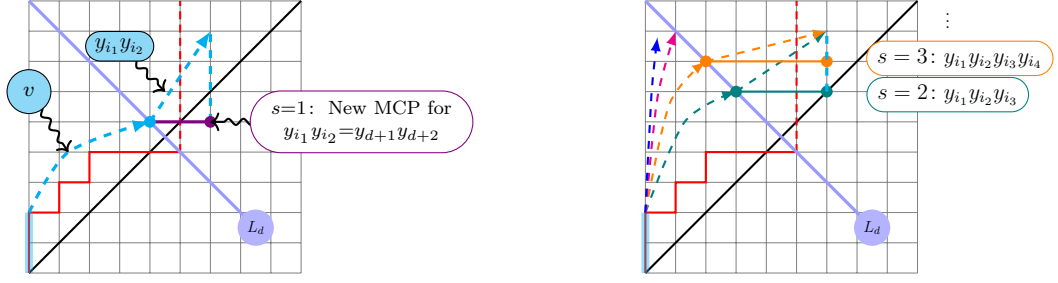 y_{i_1}y_{i_2}
v
s=1: New MCP for
y_{i_1}y_{i_2}=y_{d+1}y_{d+2}
L_d
⋮
s = 3: y_{i_1}y_{i_2}y_{i_3}y_{i_4}
s = 2: y_{i_1}y_{i_2}y_{i_3}
L_d